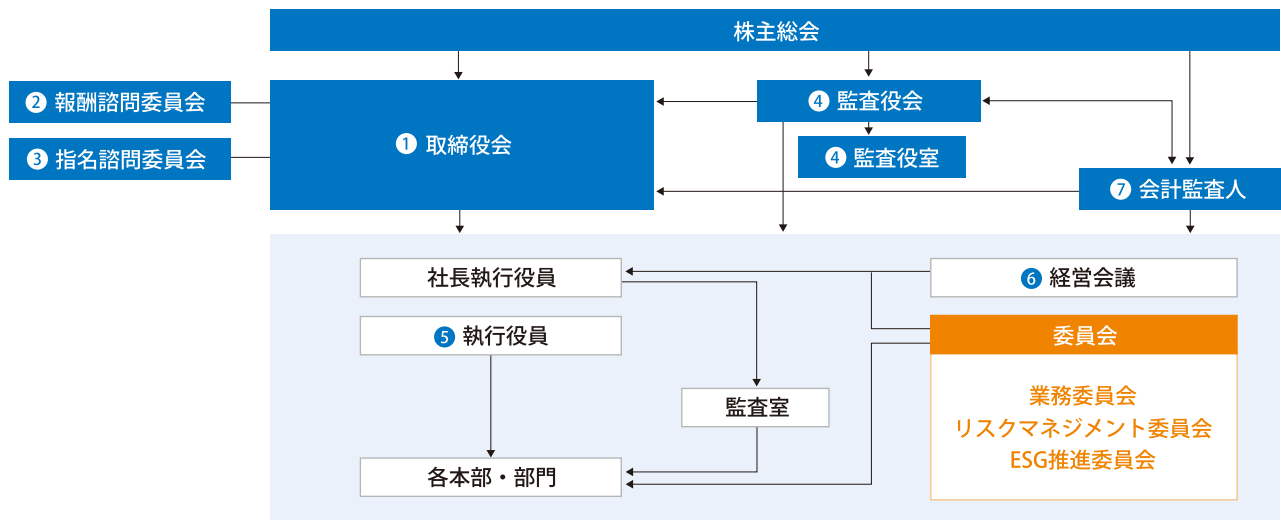 株主総会
❷ 報酬諮問委員会
❸ 指名諮問委員会
❶ 取締役会
❹ 監査役会
❹ 監査役室
❼ 会計監査人
社長執行役員
❻ 経営会議
❺ 執行役員
委員会
業務委員会
リスクマネジメント委員会
ESG推進委員会
監査室
各本部・部門